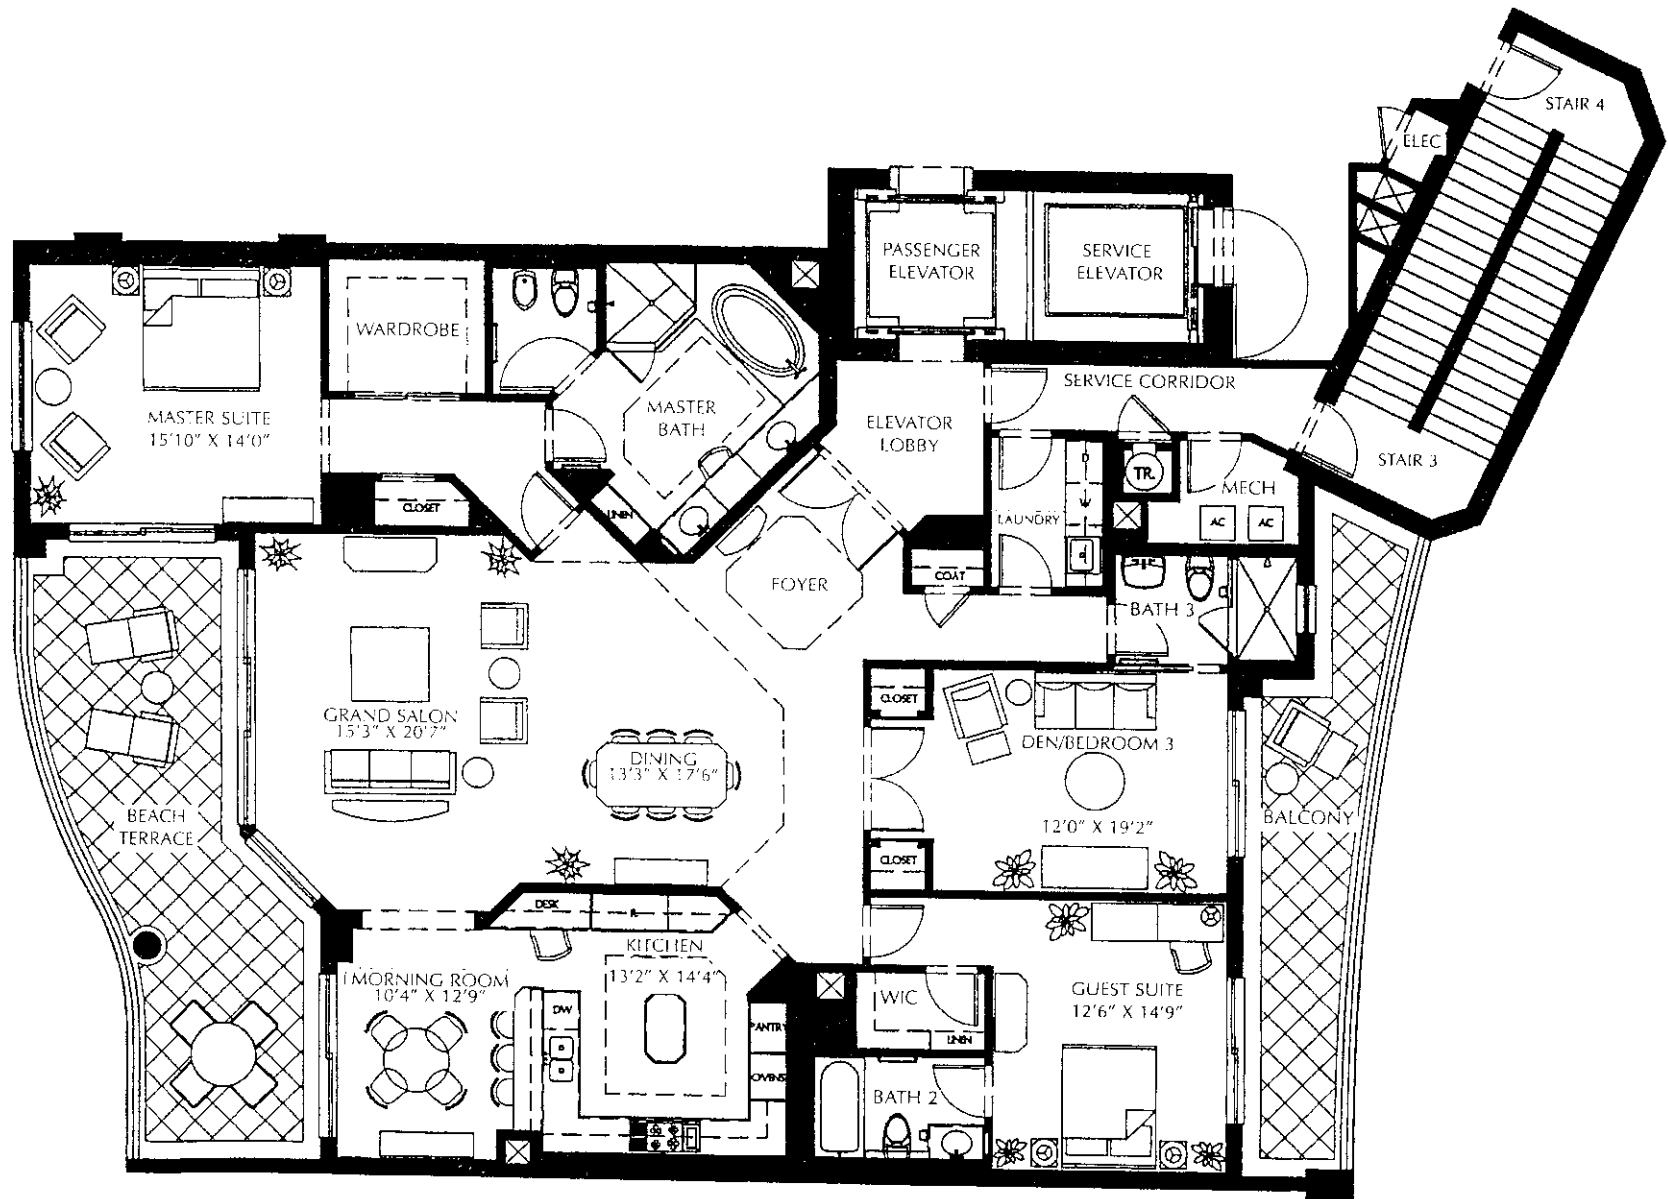 STAIR 4
ELEC
PASSENGER
ELEVATOR
SERVICE
ELEVATOR
WARDROBE
SERVICE CORRIDOR
MASTER SUITE
15'10" X 14'0"
MASTER
BATH
ELEVATOR
LOBBY
STAIR 3
TR.
MECH
CLOSET
LINEN
LAUNDRY
D
AC
AC
FOYER
COAT
BATH 3
CLOSET
GRAND SALON
15'3" X 20'7"
DEN/BEDROOM 3
DINING
13'3" X 17'6"
BEACH
TERRACE
12'0" X 19'2"
BALCONY
CLOSET
DESK
R
KITCHEN
13'2" X 14'4"
MORNING ROOM
10'4" X 12'9"
GUEST SUITE
12'6" X 14'9"
WIC
DW
PANTRY
LINEN
OVENS
BATH 2